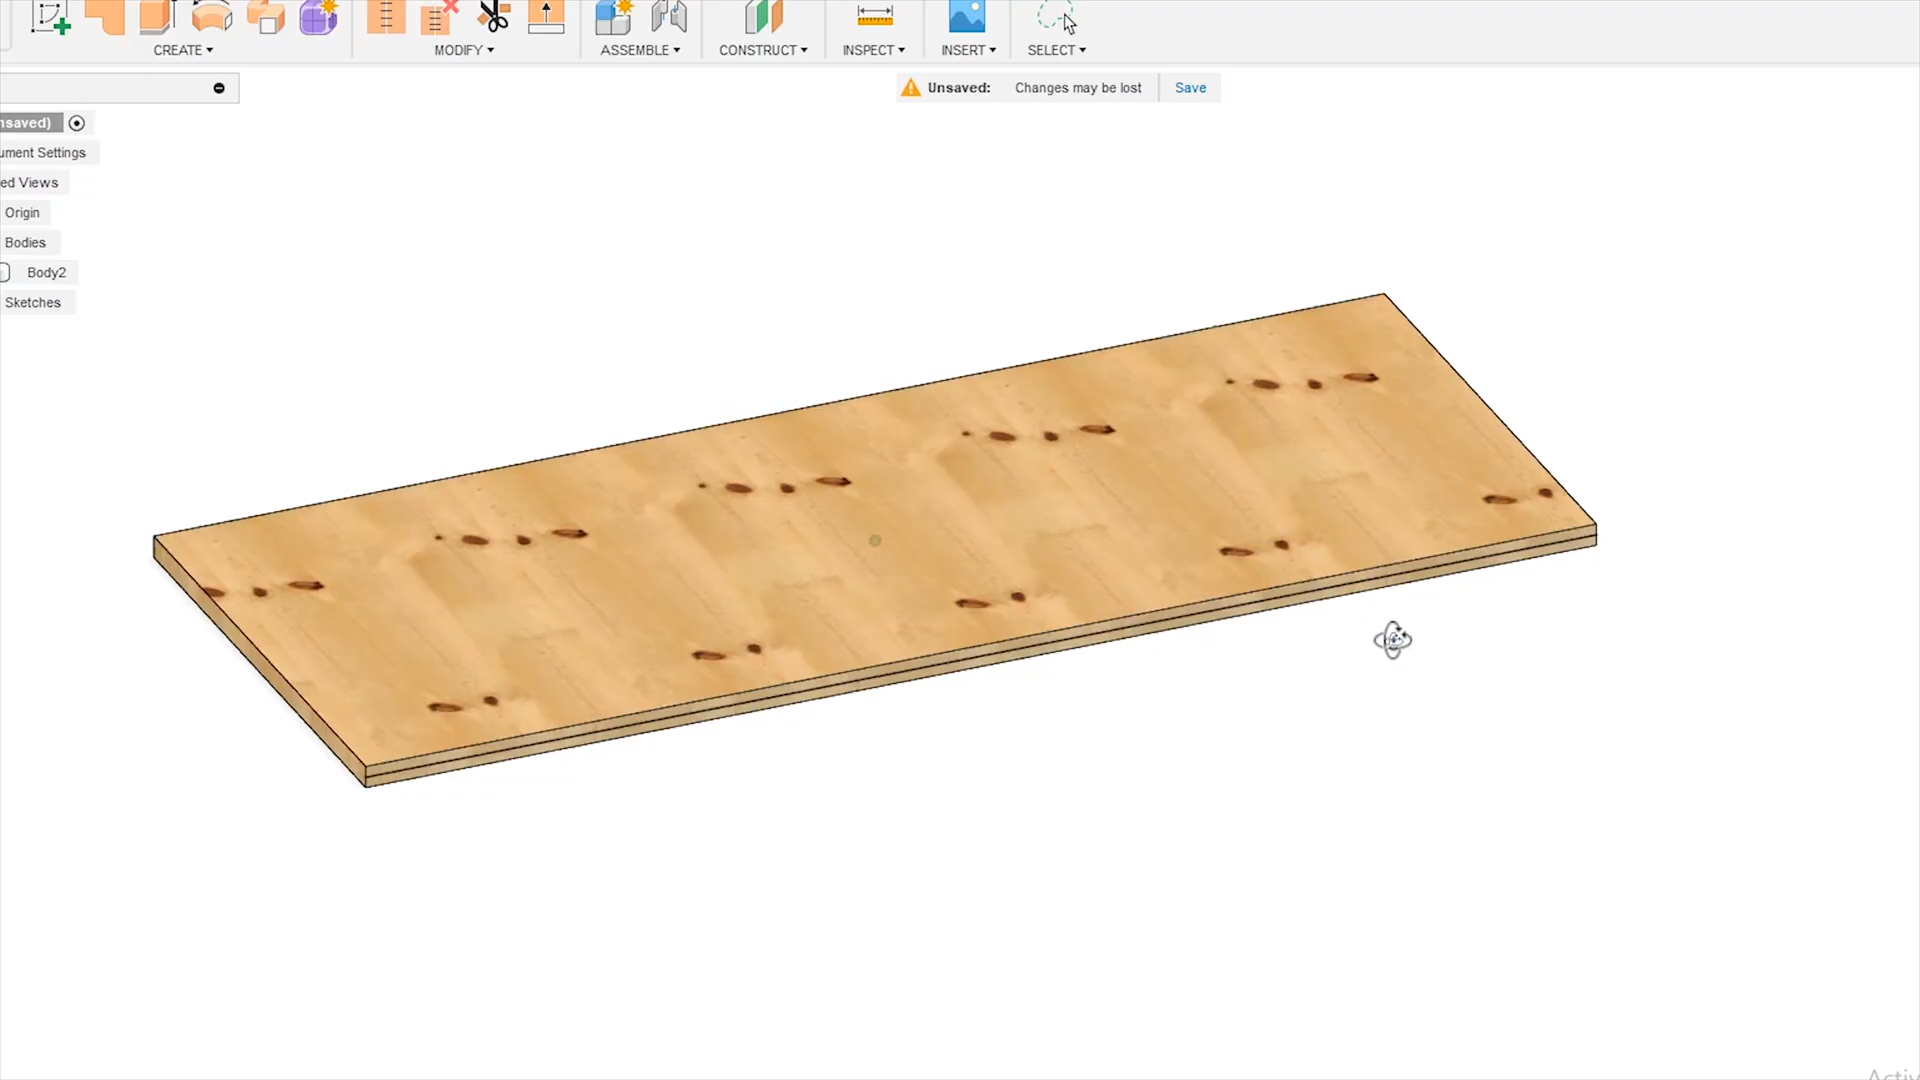 CREATE MODIFY ASSEMBLE CONSTRUCT INSPECT INSERT SELECT
Unsaved: Changes may be lost Save
nsaved)
ument Settings
ed Views
Origin
Bodies
Body2
Sketches
Activ